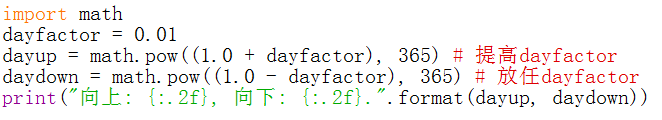 import math
dayfactor = 0.01
dayup = math.pow((1.0 + dayfactor), 365) # 提高dayfactor
daydown = math.pow((1.0 - dayfactor), 365) # 放任dayfactor
print("向上: {:.2f}, 向下: {:.2f}.".format(dayup, daydown))